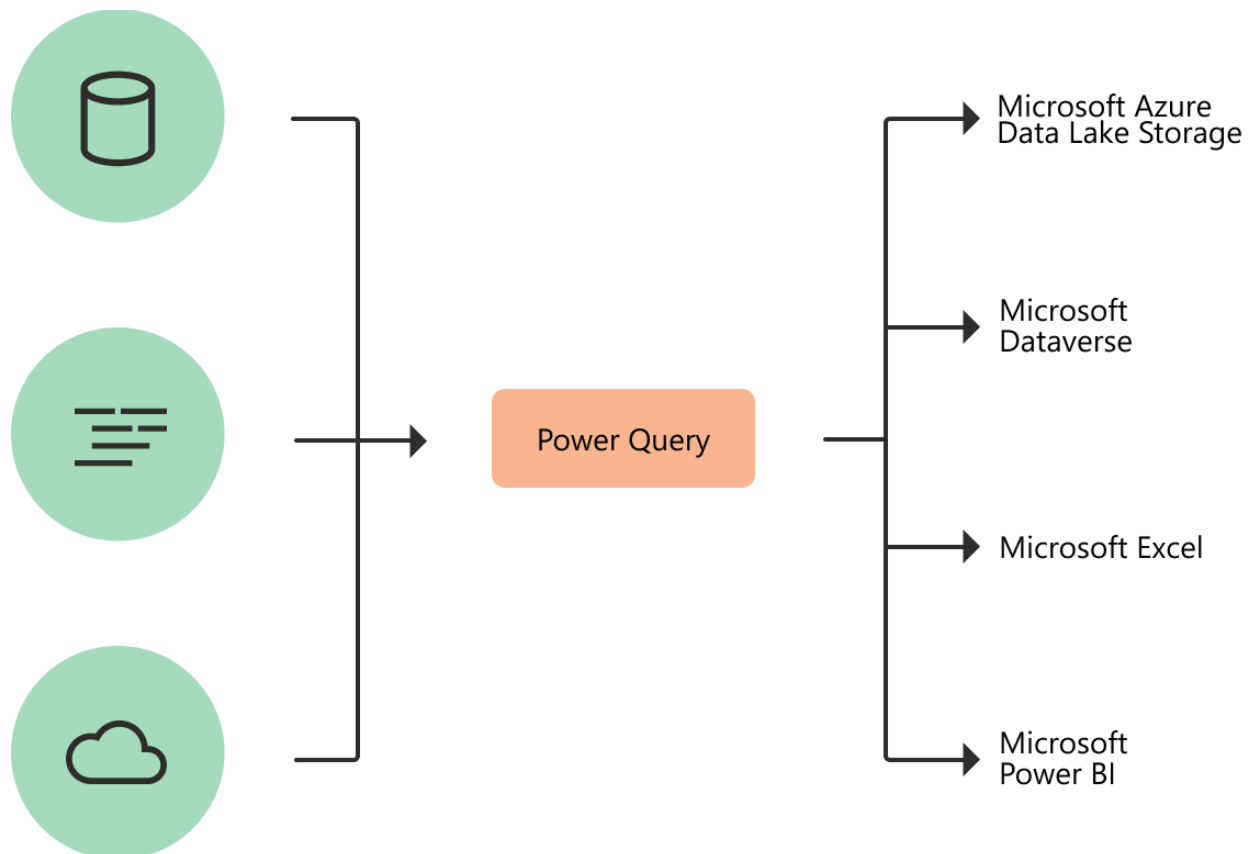 Microsoft Azure
Data Lake Storage
Microsoft
Dataverse
Power Query
Microsoft Excel
Microsoft
Power BI